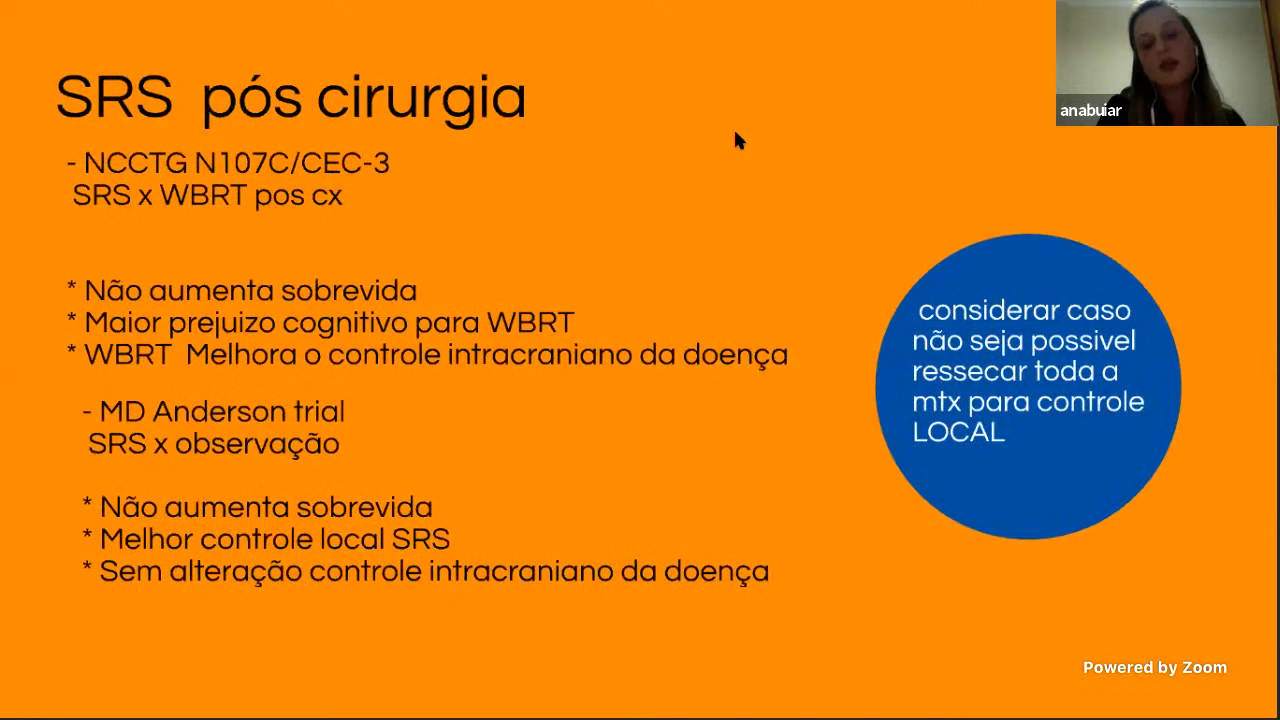 SRS pós cirurgia
- NCCTG N107C/CEC-3
SRS x WBRT pos cx
* Não aumenta sobrevida
* Maior prejuizo cognitivo para WBRT
* WBRT Melhora o controle intracraniano da doença
- MD Anderson trial
SRS x observação
* Não aumenta sobrevida
* Melhor controle local SRS
* Sem alteração controle intracraniano da doença
considerar caso
não seja possivel
ressecar toda a
mtx para controle
LOCAL
anabuiar
Powered by Zoom